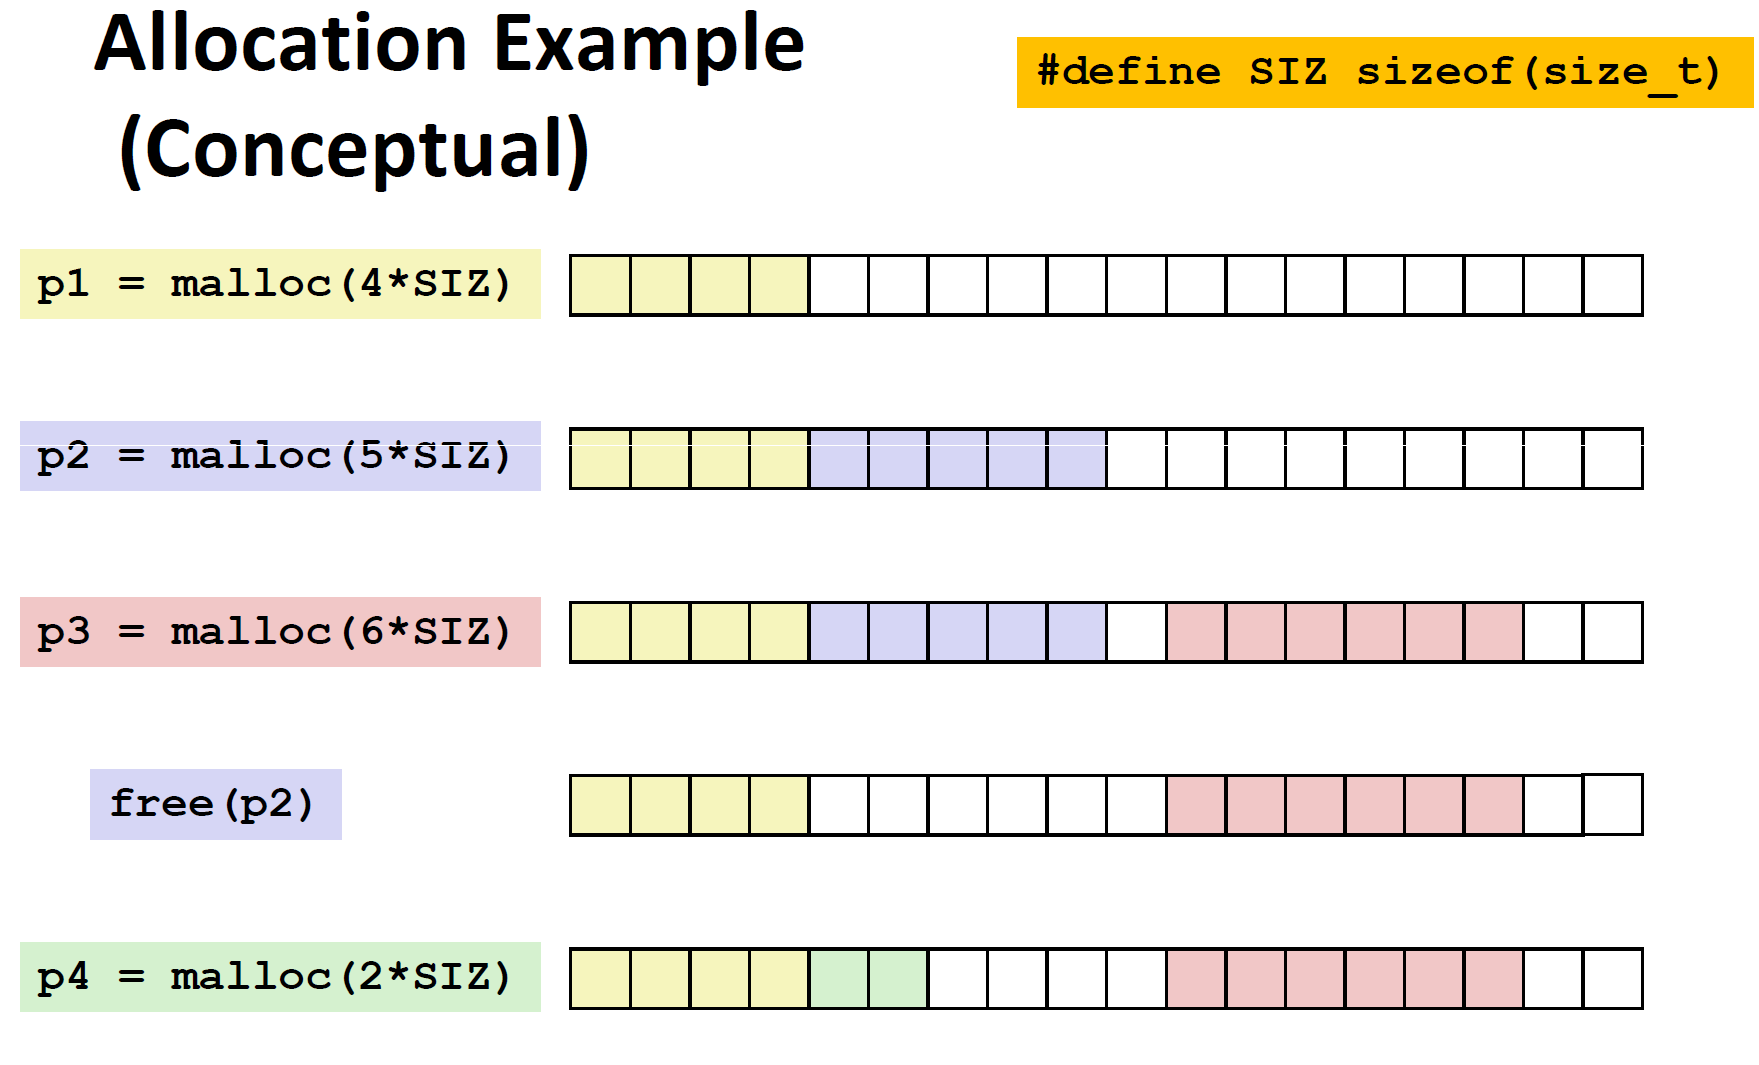 Allocation Example
(Conceptual)
#define SIZ sizeof(size_t)
p1 = malloc(4*SIZ)
p2 = malloc(5*SIZ)
p3 = malloc(6*SIZ)
free(p2)
p4 = malloc(2*SIZ)